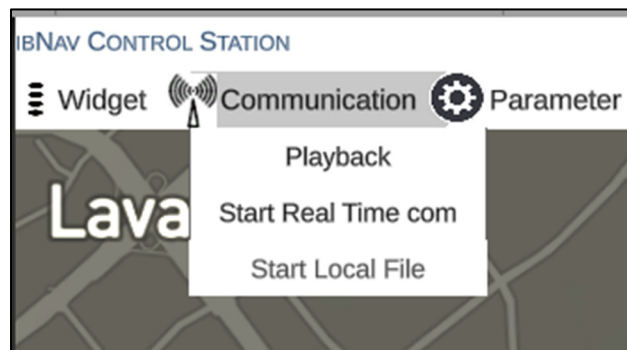 ibNav Control Station
Widget Communication Parameter
Playback
Lava
Start Real Time com
Start Local File